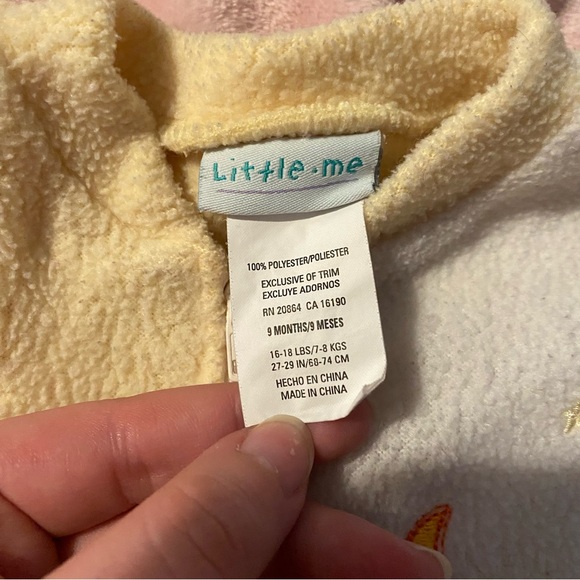 Little·me
100% POLYESTER/POLIESTER
EXCLUSIVE OF TRIM
EXCLUYE ADORNOS
RN 20864 CA 16190
9 MONTHS/9 MESES
16-18 LBS/7-8 KGS
27-29 IN/68-74 CM
HECHO EN CHINA
MADE IN CHINA